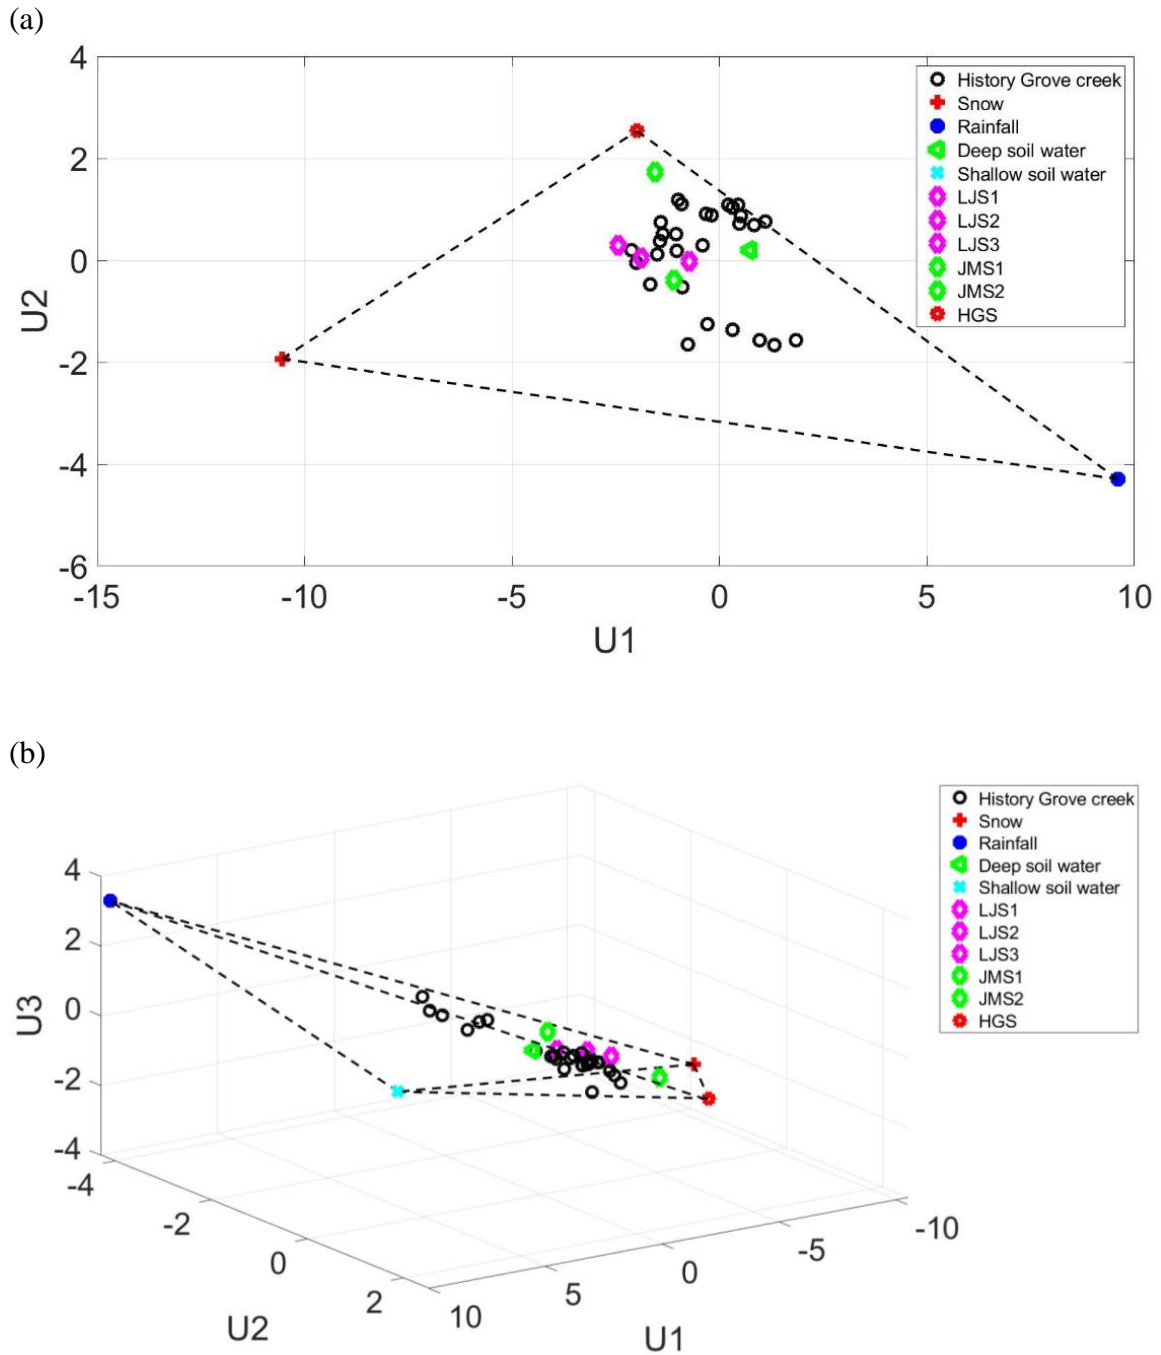 (a)
4
2
0
-2
-4
-6
U2
-15 -10 -5 0 5 10
U1
History Grove creek
Snow
Rainfall
Deep soil water
Shallow soil water
LJS1
LJS2
LJS3
JMS1
JMS2
HGS
(b)
4
2
0
-2
-4
U3
-4
-2
0
2
U2
10
5
0
-5
-10
U1
History Grove creek
Snow
Rainfall
Deep soil water
Shallow soil water
LJS1
LJS2
LJS3
JMS1
JMS2
HGS